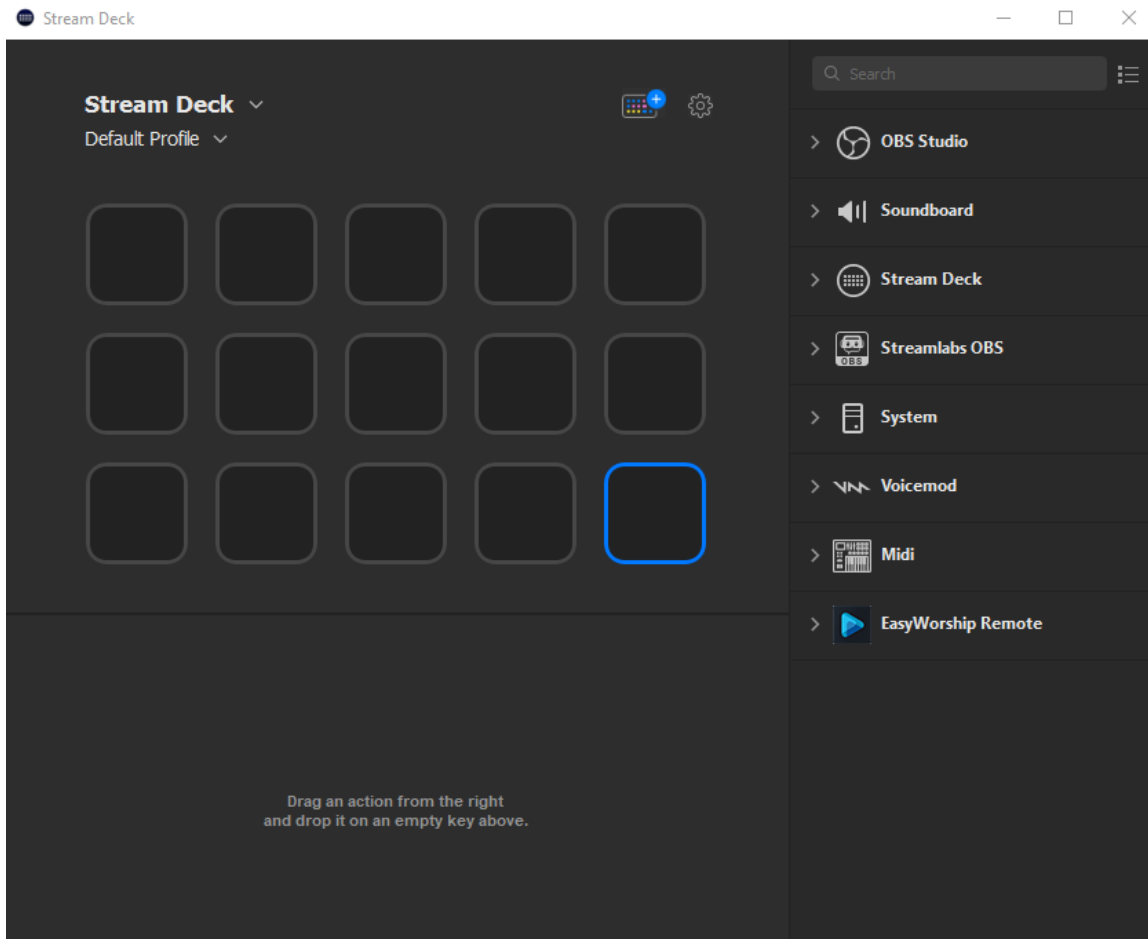 Stream Deck
Stream Deck
Default Profile
Search
OBS Studio
Soundboard
Stream Deck
OBS
Streamlabs OBS
System
Voicemod
Midi
EasyWorship Remote
Drag an action from the right
and drop it on an empty key above.